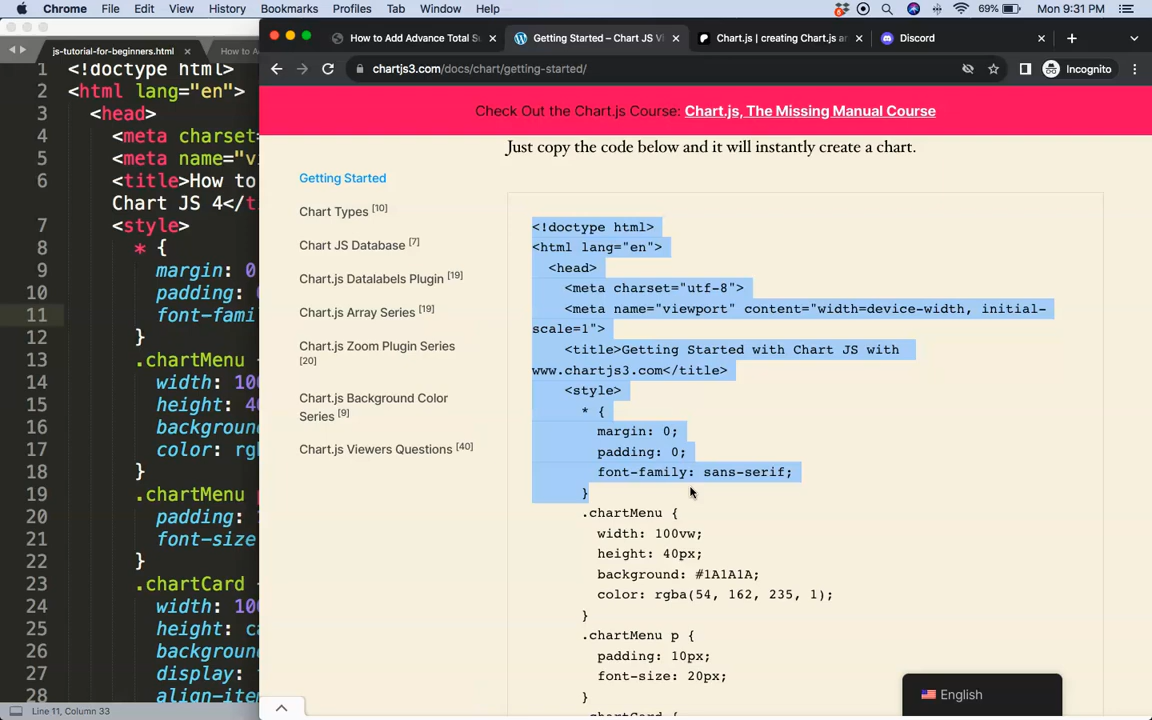 Chrome File Edit View History Bookmarks Profiles Tab Window Help 69% Mon 9:31 PM
js-tutorial-for-beginners.html How to Ad
1 <!doctype html>
2 <html lang="en">
3 <head>
4 <meta charset=
5 <meta name="vi
6 <title>How to
Chart JS 4</t
7 <style>
8 * {
9 margin: 0
10 padding:
11 font-fami
12 }
13 .chartMenu
14 width: 10
15 height: 4
16 background
17 color: rg
18 }
19 .chartMenu
20 padding:
21 font-size
22 }
23 .chartCard
24 width: 10
25 height: ca
26 background
27 display:
28 align-item
Line 11, Column 33
How to Add Advance Total Su
Getting Started – Chart JS Vi
Chart.js | creating Chart.js an
Discord
chartjs3.com/docs/chart/getting-started/
Incognito
Check Out the Chart.js Course: Chart.js, The Missing Manual Course
Getting Started
Chart Types [10]
Chart JS Database [7]
Chart.js Datalabels Plugin [19]
Chart.js Array Series [19]
Chart.js Zoom Plugin Series
[20]
Chart.js Background Color
Series [9]
Chart.js Viewers Questions [40]
Just copy the code below and it will instantly create a chart.
<!doctype html>
<html lang="en">
<head>
<meta charset="utf-8">
<meta name="viewport" content="width=device-width, initial-
scale=1">
<title>Getting Started with Chart JS with
www.chartjs3.com</title>
<style>
* {
margin: 0;
padding: 0;
font-family: sans-serif;
}
.chartMenu {
width: 100vw;
height: 40px;
background: #1A1A1A;
color: rgba(54, 162, 235, 1);
}
.chartMenu p {
padding: 10px;
font-size: 20px;
}
.chartCard {
English